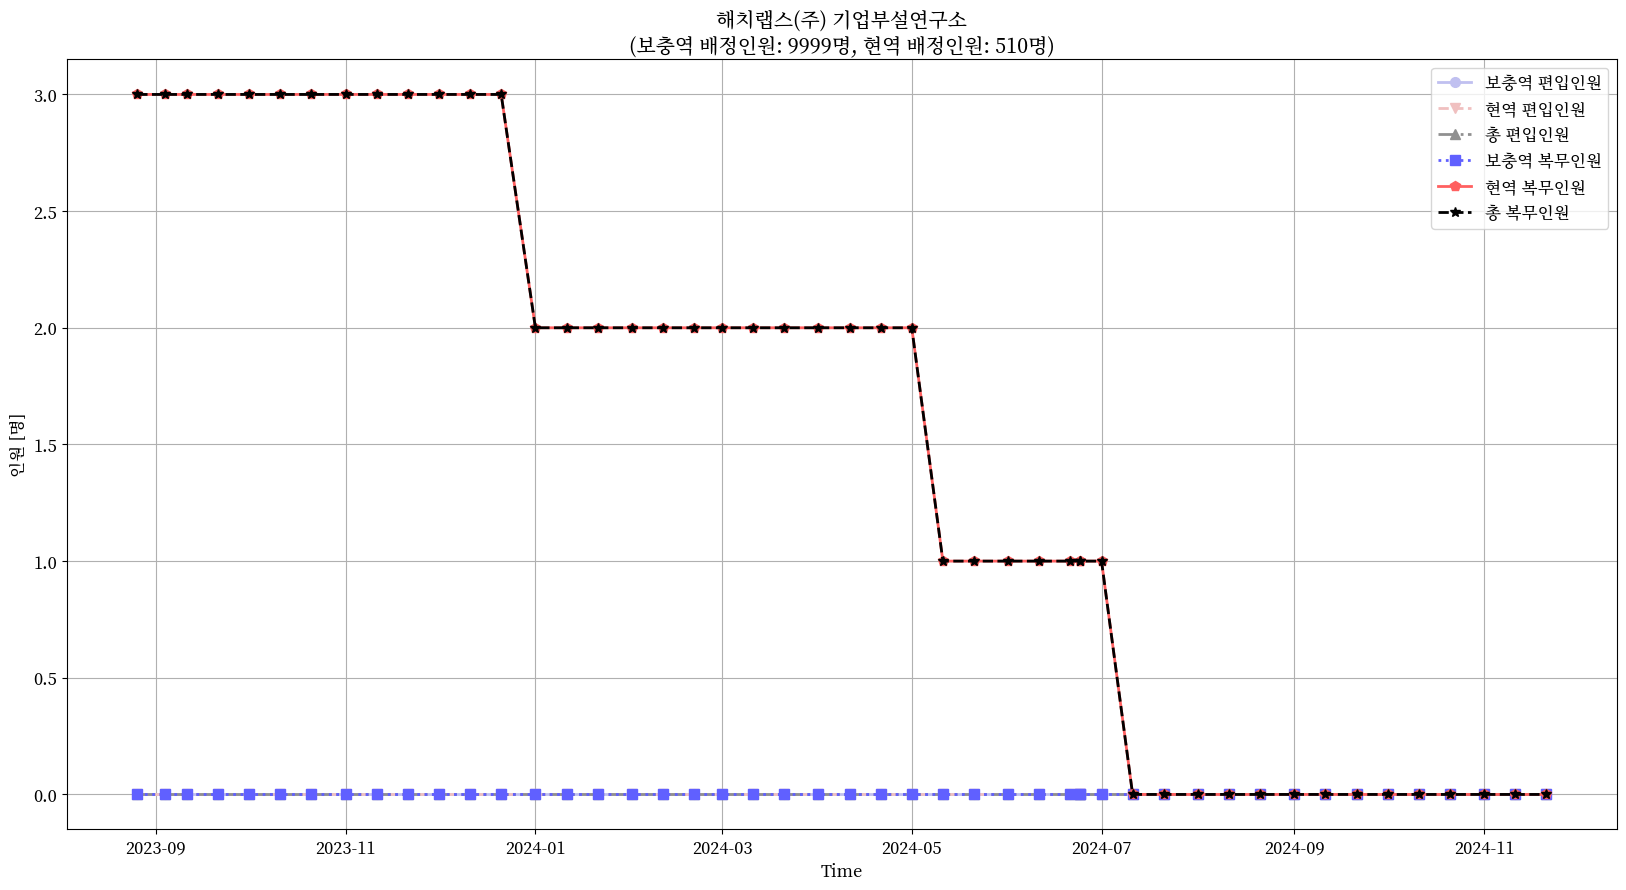 해치랩스(주) 기업부설연구소
(보충역 배정인원: 9999명, 현역 배정인원: 510명)
보충역 편입인원
현역 편입인원
총 편입인원
보충역 복무인원
현역 복무인원
총 복무인원
인원 [명]
3.0
2.5
2.0
1.5
1.0
0.5
0.0
2023-09
2023-11
2024-01
2024-03
2024-05
2024-07
2024-09
2024-11
Time